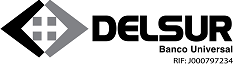 DELSUR
Banco Universal
RIF: J000797234